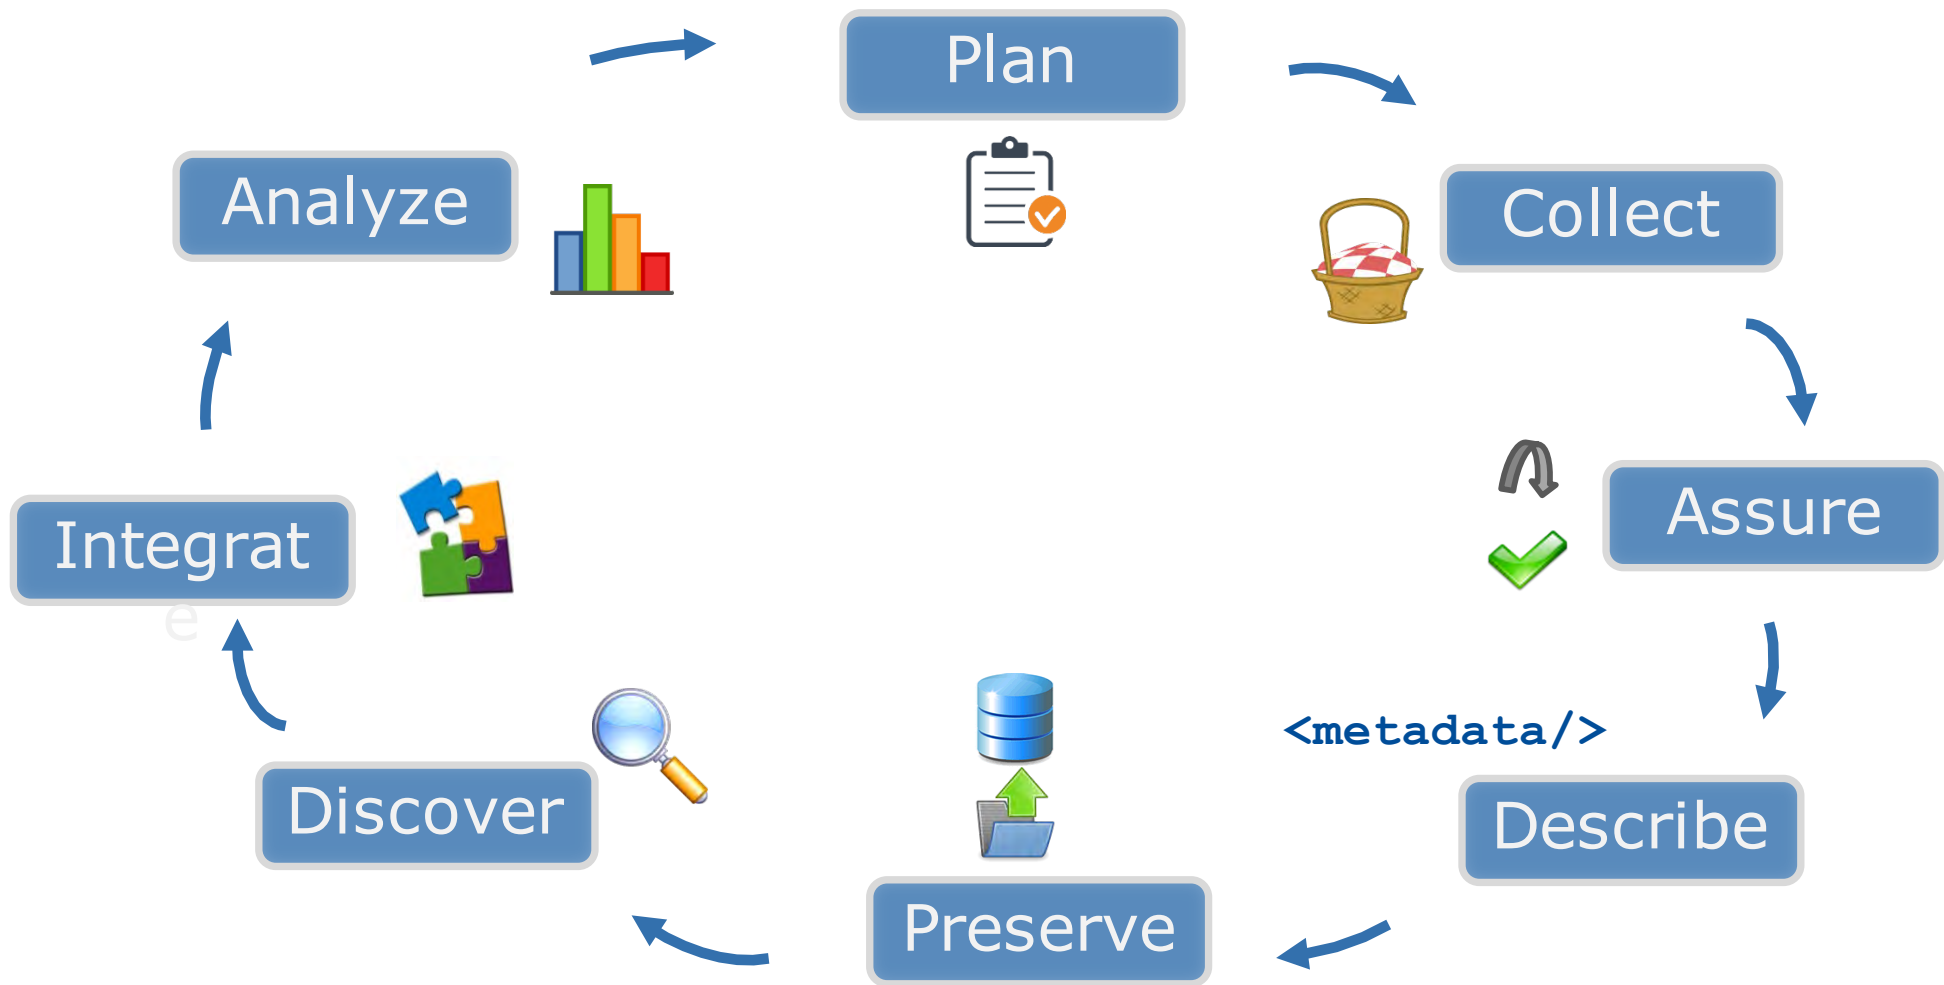 Plan
Analyze
Collect
Integrat
e
Assure
<metadata/>
Discover
Describe
Preserve